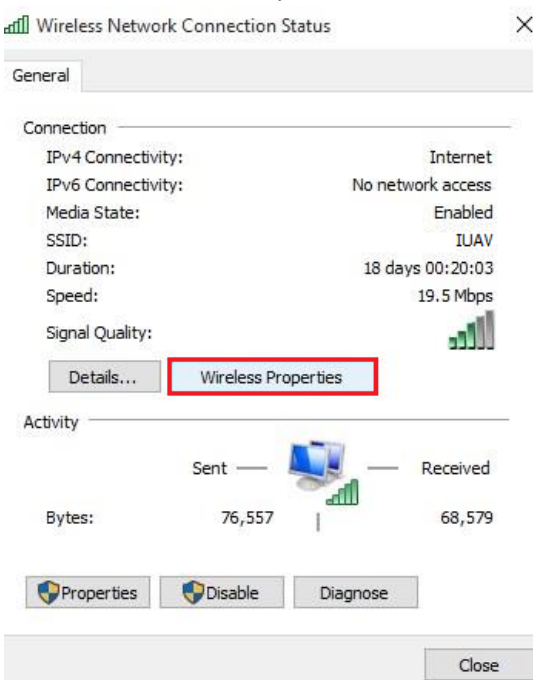 Wireless Network Connection Status
General
Connection
IPv4 Connectivity: Internet
IPv6 Connectivity: No network access
Media State: Enabled
SSID: IUAV
Duration: 18 days 00:20:03
Speed: 19.5 Mbps
Signal Quality:
Details... Wireless Properties
Activity
Sent Received
Bytes: 76,557 68,579
Properties Disable Diagnose
Close